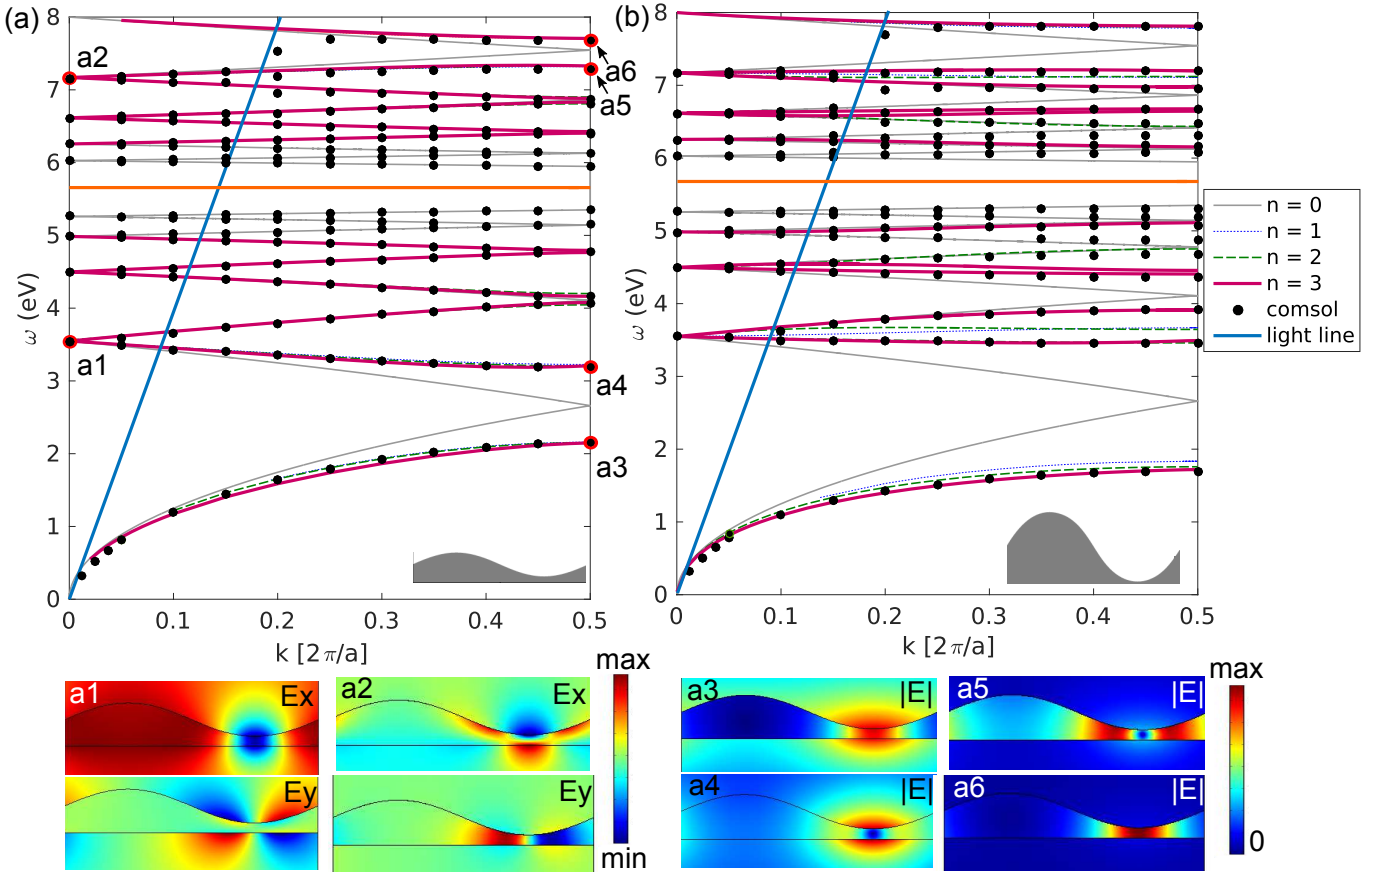 (a)
8
7
6
5
4
3
2
1
0
ω (eV)
0 0.1 0.2 0.3 0.4 0.5
k [2π/a]
a2
a1
a6
a5
a4
a3
(b)
8
7
6
5
4
3
2
1
0
ω (eV)
0 0.1 0.2 0.3 0.4 0.5
k [2π/a]
n = 0
n = 1
n = 2
n = 3
comsol
light line
a1 Ex
a2 Ex
Ey
Ey
max
min
a3 |E|
a5 |E|
a4 |E|
a6 |E|
max
0